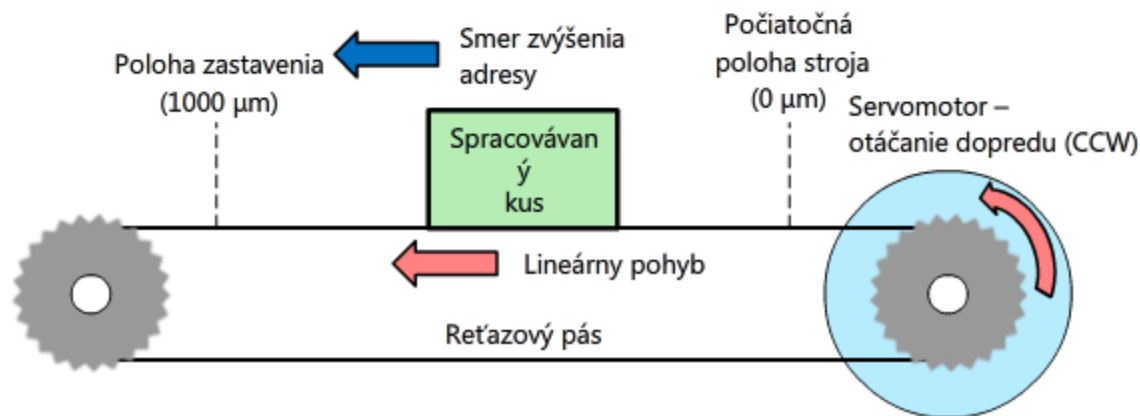 Poloha zastavenia
(1000 µm)
Smer zvýšenia
adresy
Počiatočná
poloha stroja
(0 µm)
Servomotor –
otáčanie dopredu (CCW)
Spracovávan
ý
kus
Lineárny pohyb
Reťazový pás